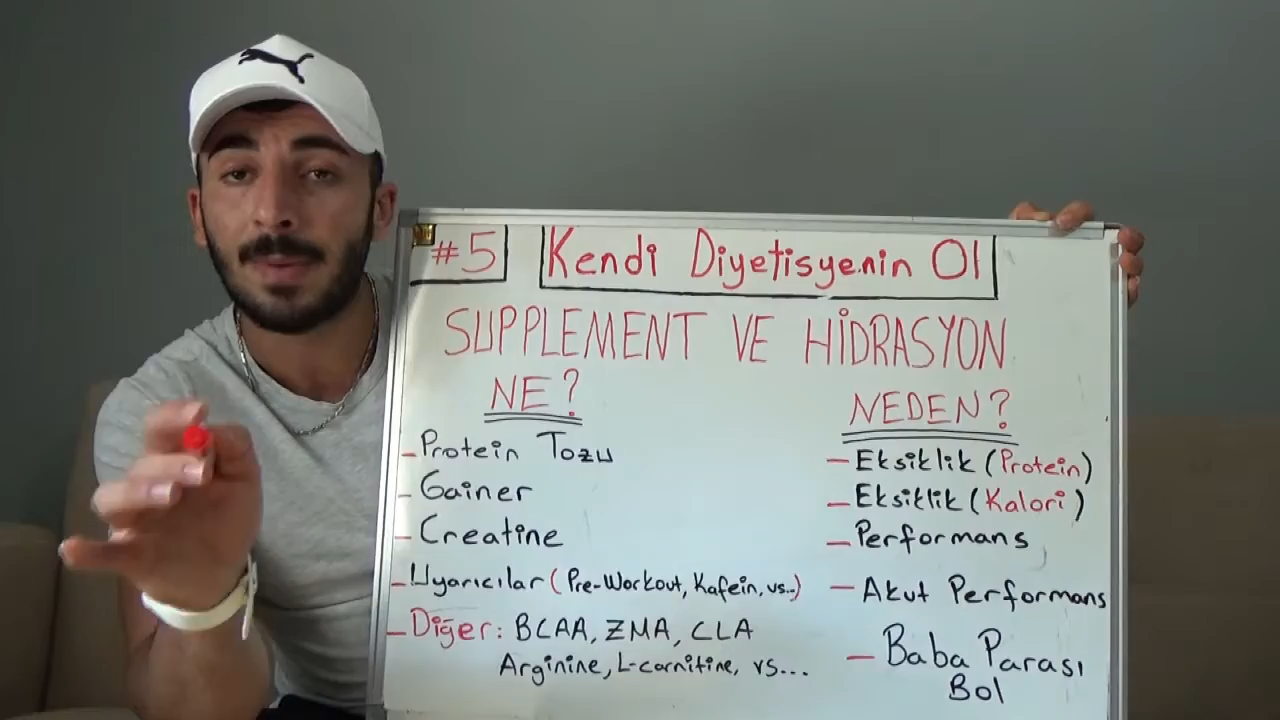 #5 Kendi Diyetisyenin Ol
SUPPLEMENT VE HİDRASYON
NE?
- Protein Tozu
- Gainer
- Creatine
- Uyarıcılar (Pre-Workout, Kafein, vs..)
- Diğer: BCAA, ZMA, CLA
Arginine, L-carnitine, vs...
NEDEN?
- Eksiklik (Protein)
- Eksiklik (Kalori)
- Performans
- Akut Performans
- Baba Parası
Bol